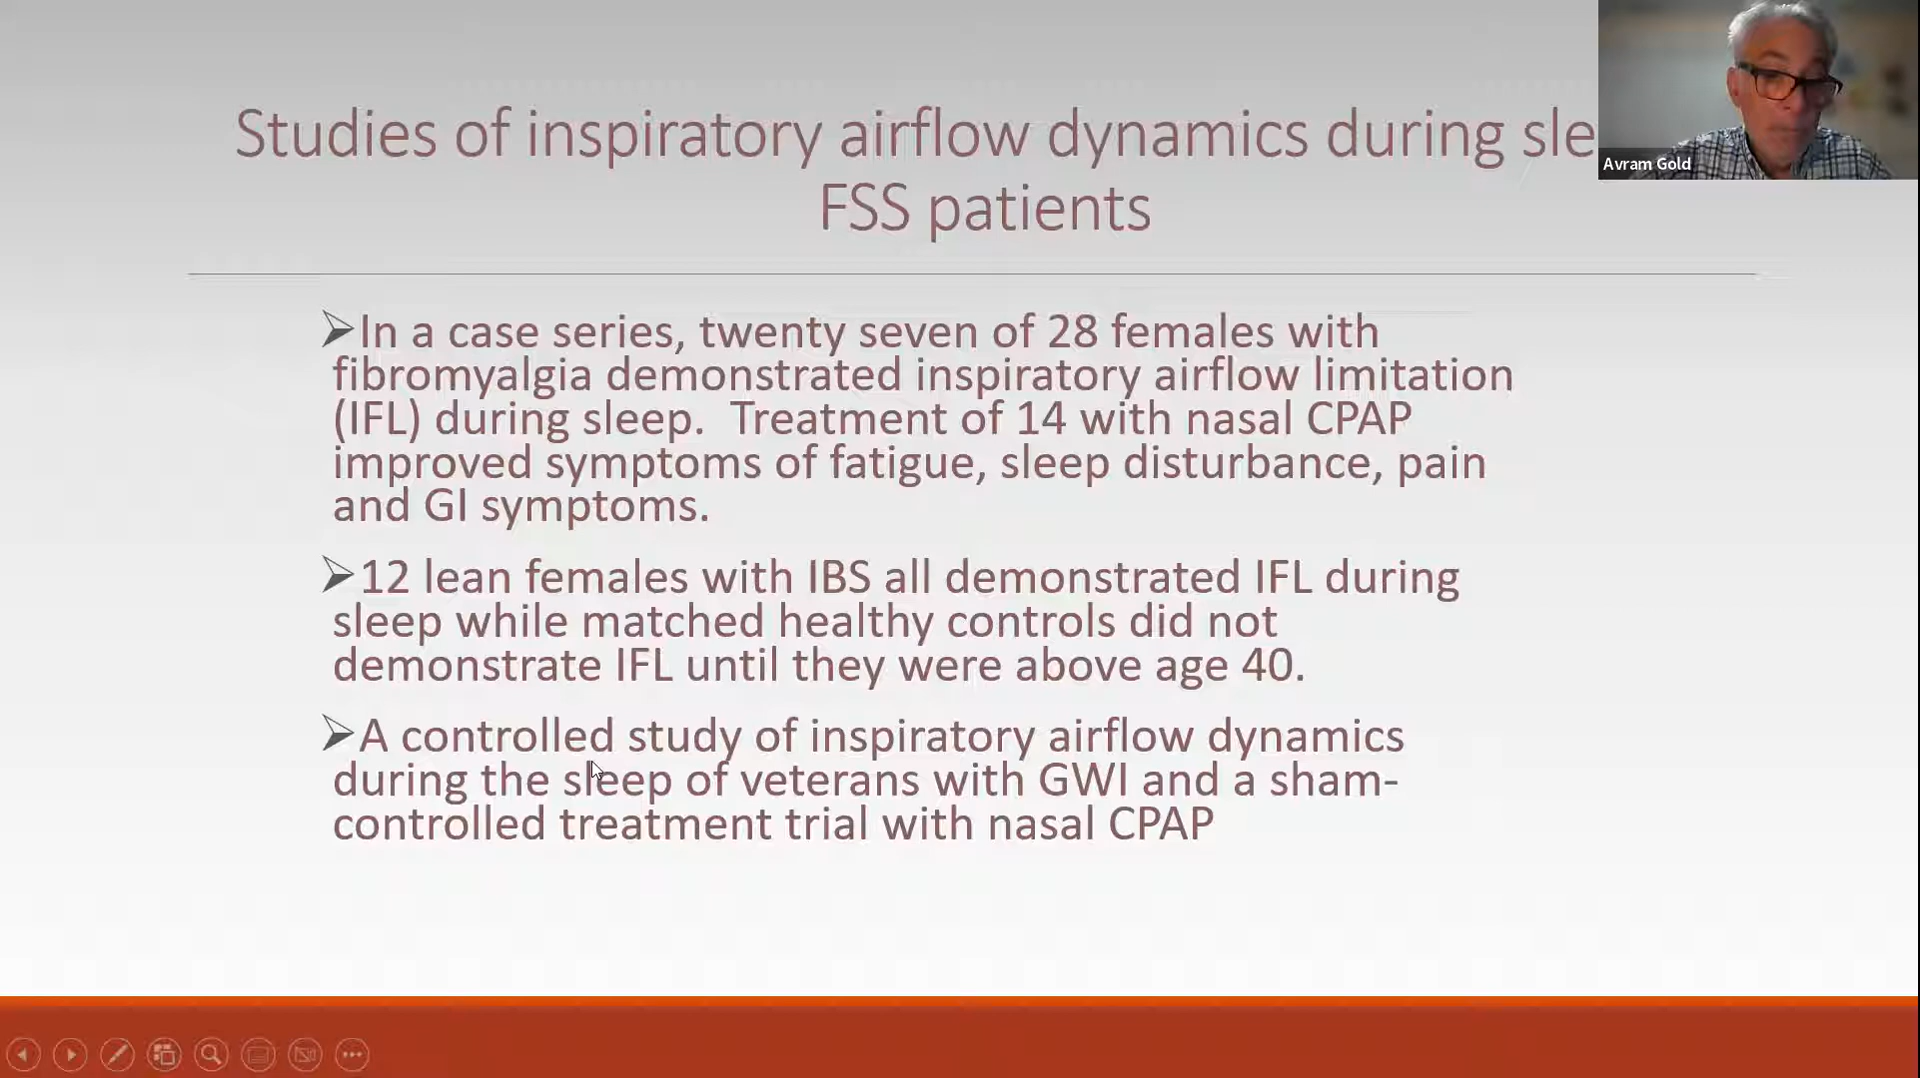 Studies of inspiratory airflow dynamics during
FSS patients
Avram Gold
➢In a case series, twenty seven of 28 females with
fibromyalgia demonstrated inspiratory airflow limitation
(IFL) during sleep.  Treatment of 14 with nasal CPAP
improved symptoms of fatigue, sleep disturbance, pain
and GI symptoms.
➢12 lean females with IBS all demonstrated IFL during
sleep while matched healthy controls did not
demonstrate IFL until they were above age 40.
➢A controlled study of inspiratory airflow dynamics
during the sleep of veterans with GWI and a sham-
controlled treatment trial with nasal CPAP